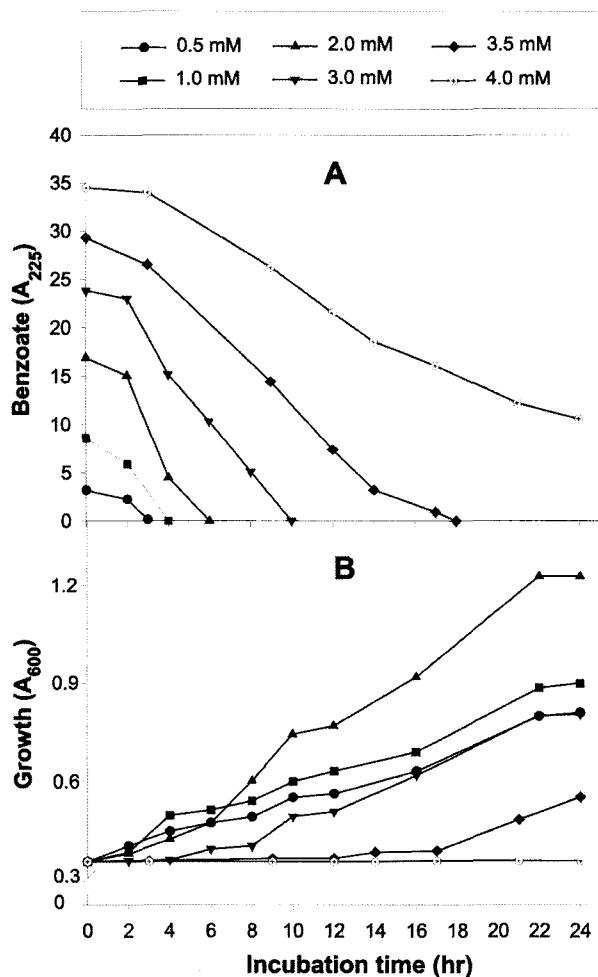 0.5 mM 2.0 mM 3.5 mM
1.0 mM 3.0 mM 4.0 mM
A
Benzoate (A225)
40
35
30
25
20
15
10
5
0
B
Growth (A600)
1.2
0.9
0.6
0.3
0
0 2 4 6 8 10 12 14 16 18 20 22 24
Incubation time (hr)